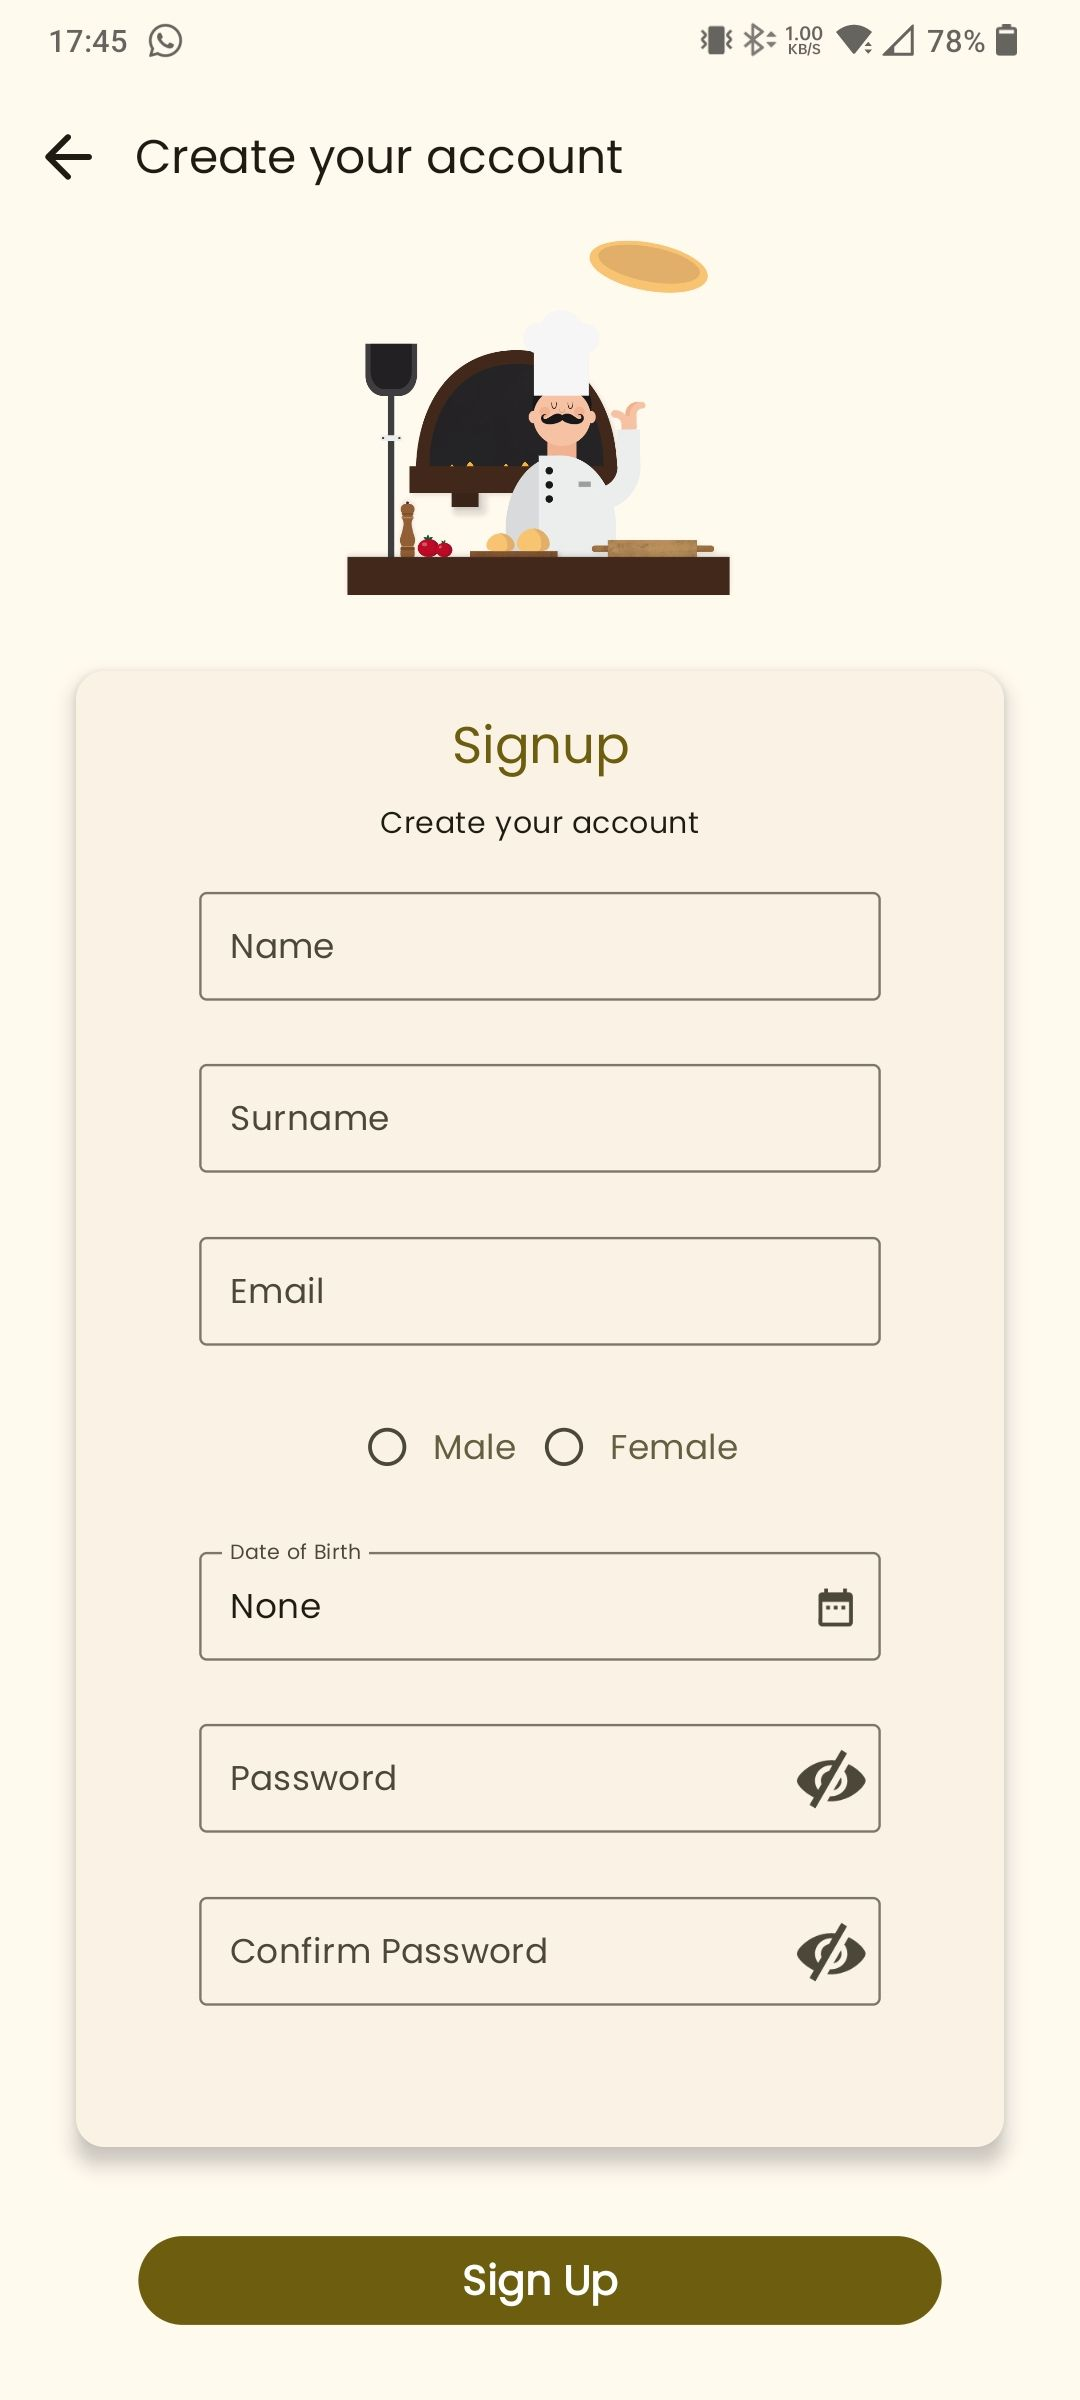 17:45 1.00 KB/S 78%
Create your account
Signup
Create your account
Name
Surname
Email
Male Female
Date of Birth
None
Password
Confirm Password
Sign Up